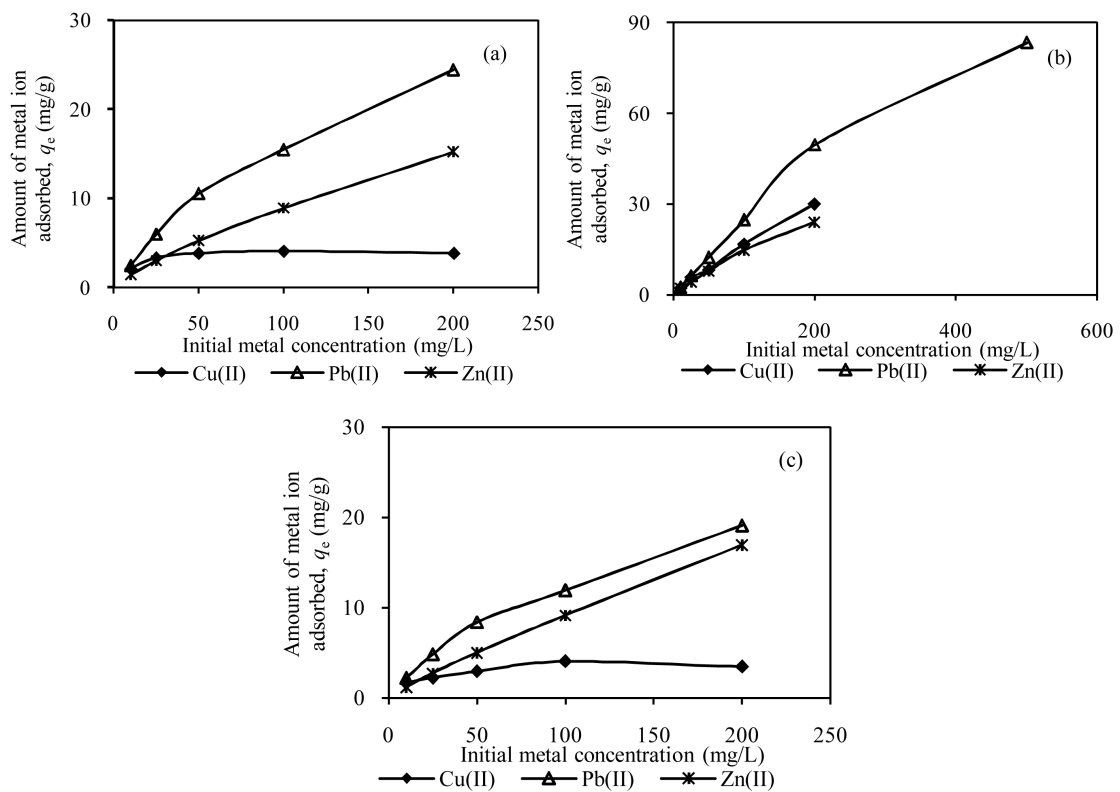 Amount of metal ion
adsorbed, qe (mg/g)
30
20
10
0
(a)
0 50 100 150 200 250
Initial metal concentration (mg/L)
Cu(II) Pb(II) Zn(II)
Amount of metal ion
adsorbed, qe (mg/g)
90
60
30
0
(b)
0 200 400 600
Initial metal concentration (mg/L)
Cu(II) Pb(II) Zn(II)
Amount of metal ion
adsorbed, qe (mg/g)
30
20
10
0
(c)
0 50 100 150 200 250
Initial metal concentration (mg/L)
Cu(II) Pb(II) Zn(II)